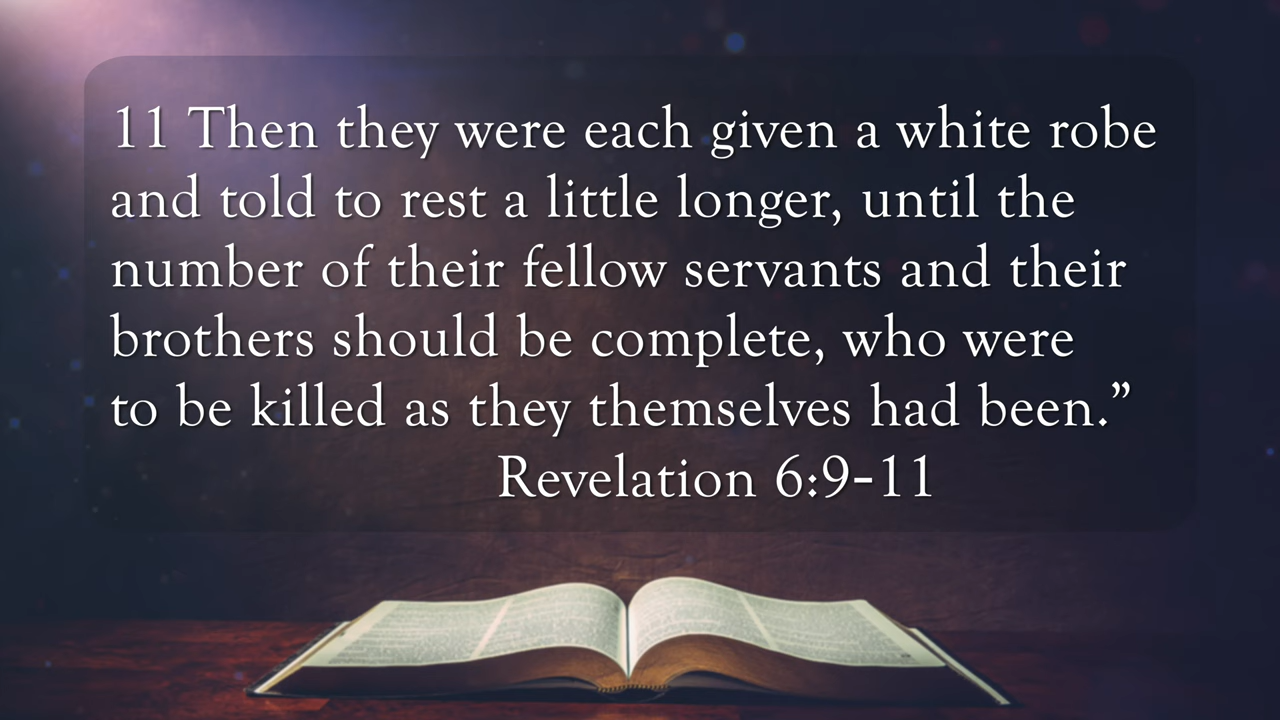 11 Then they were each given a white robe
and told to rest a little longer, until the
number of their fellow servants and their
brothers should be complete, who were
to be killed as they themselves had been.”
Revelation 6:9-11